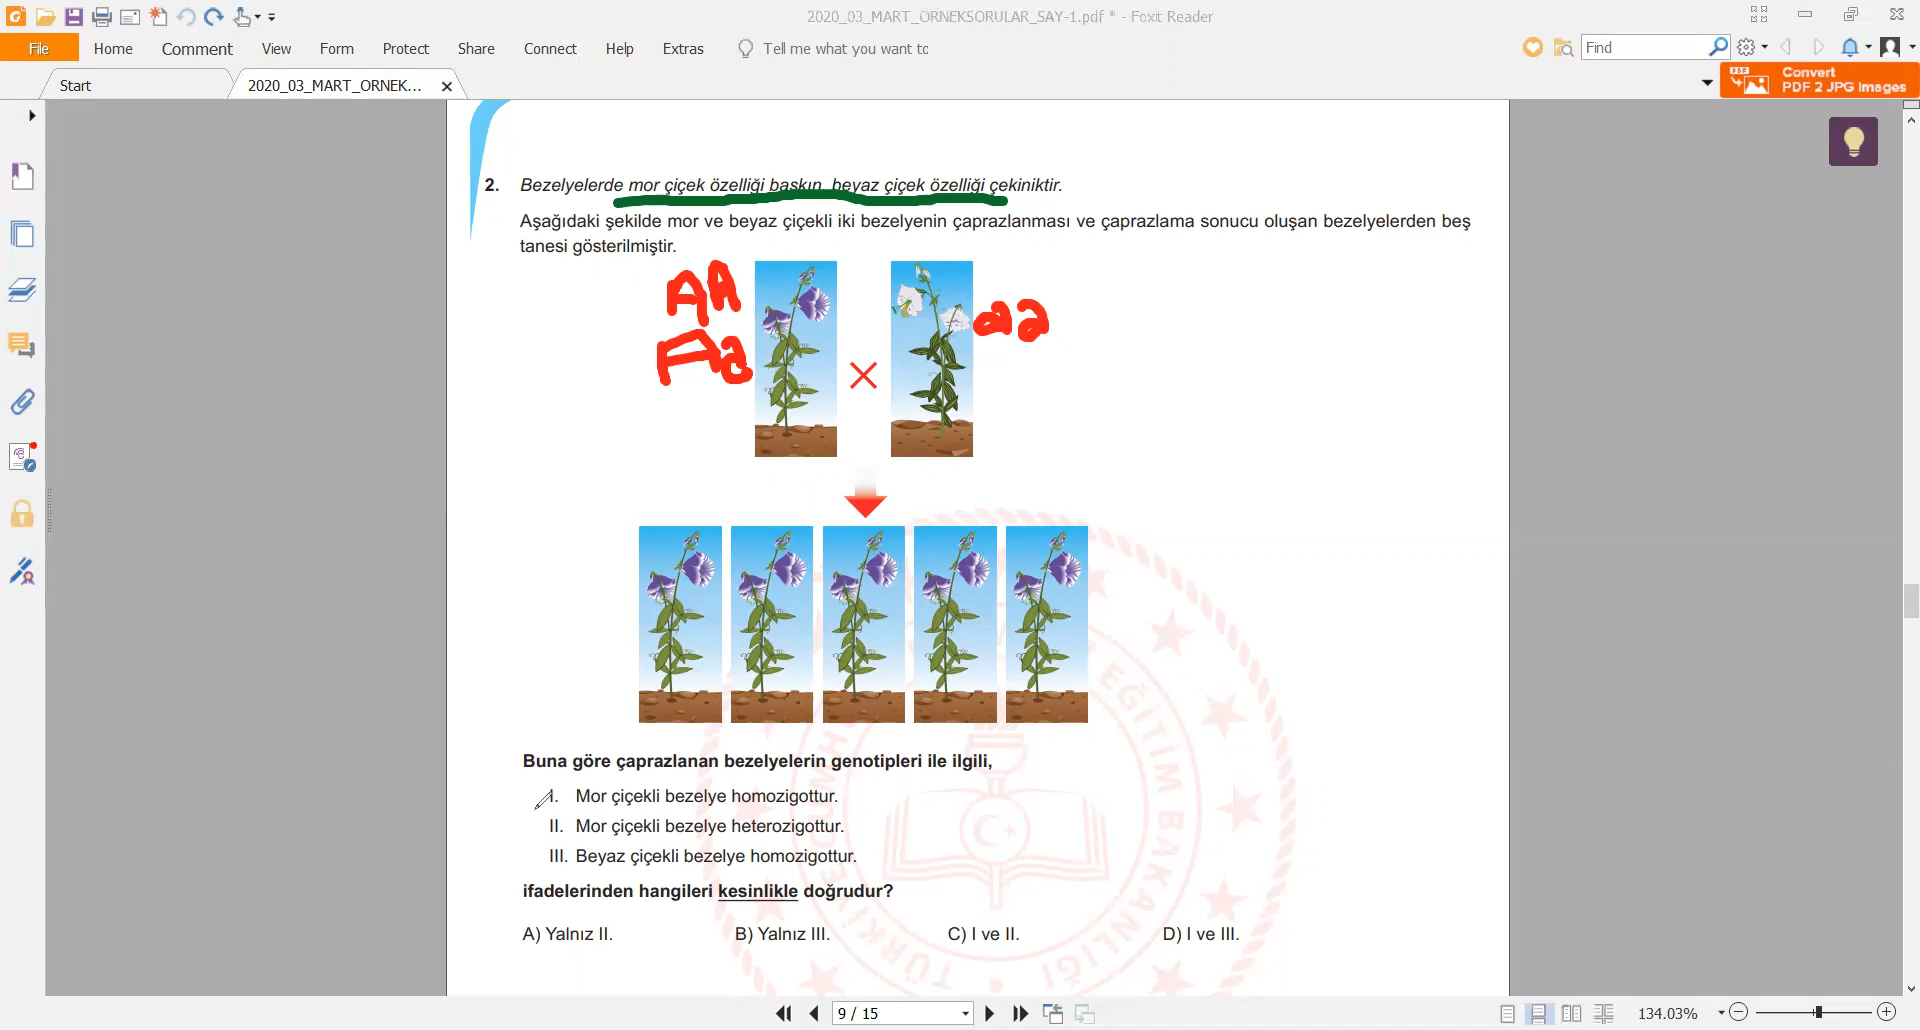 2020_03_MART_ORNEKSORULAR_SAY-1.pdf * - Foxit Reader
File Home Comment View Form Protect Share Connect Help Extras Tell me what you want to Find
Start 2020_03_MART_ORNEK...
Convert
PDF 2 JPG Images
2. Bezelyelerde mor çiçek özelliği baskın, beyaz çiçek özelliği çekiniktir.
Aşağıdaki şekilde mor ve beyaz çiçekli iki bezelyenin çaprazlanması ve çaprazlama sonucu oluşan bezelyelerden beş
tanesi gösterilmiştir.
AA
Aa
aa
Buna göre çaprazlanan bezelyelerin genotipleri ile ilgili,
I. Mor çiçekli bezelye homozigottur.
II. Mor çiçekli bezelye heterozigottur.
III. Beyaz çiçekli bezelye homozigottur.
ifadelerinden hangileri kesinlikle doğrudur?
A) Yalnız II. B) Yalnız III. C) I ve II. D) I ve III.
9 / 15
134.03%